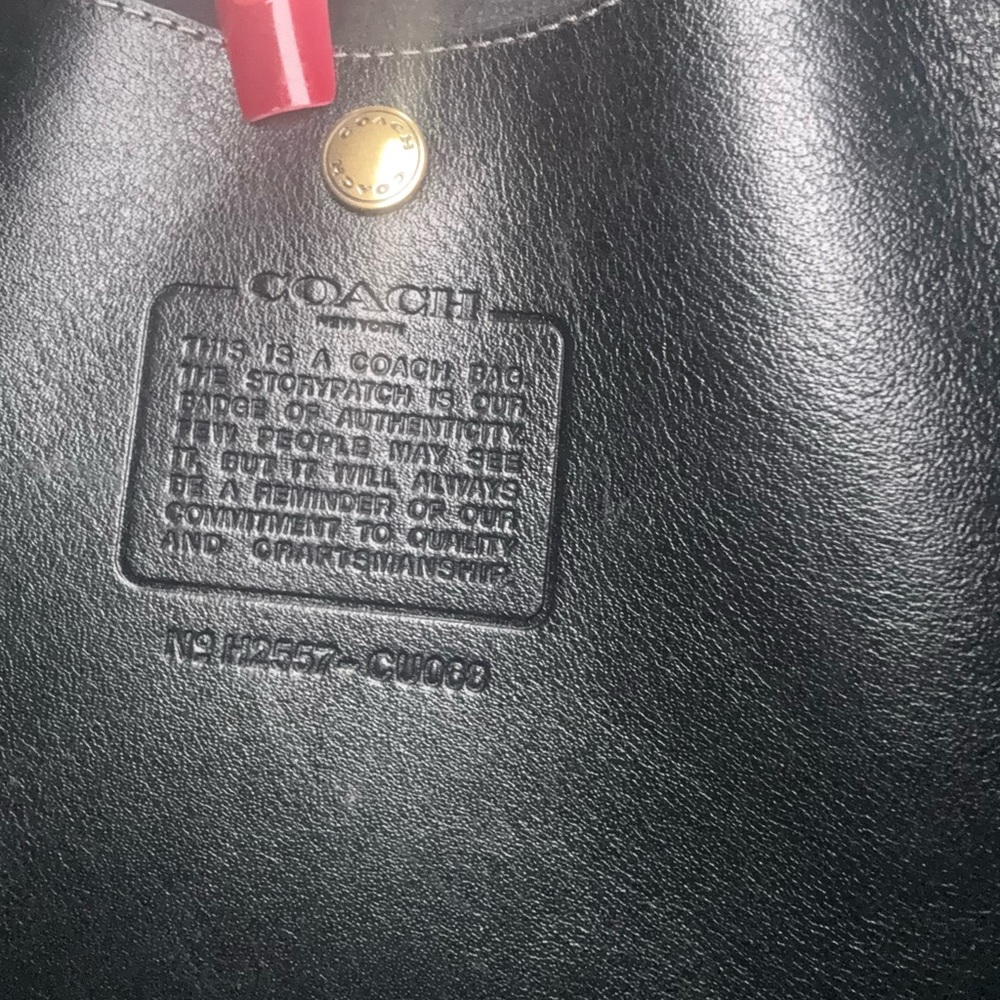 COACH
COACH
COACH
NEW YORK
THIS IS A COACH BAG.
THE STORYPATCH IS OUR
BADGE OF AUTHENTICITY.
FEW PEOPLE MAY SEE
IT, BUT IT WILL ALWAYS
BE A REMINDER OF OUR
COMMITMENT TO QUALITY
AND CRAFTSMANSHIP.
Nº H2557-CU060